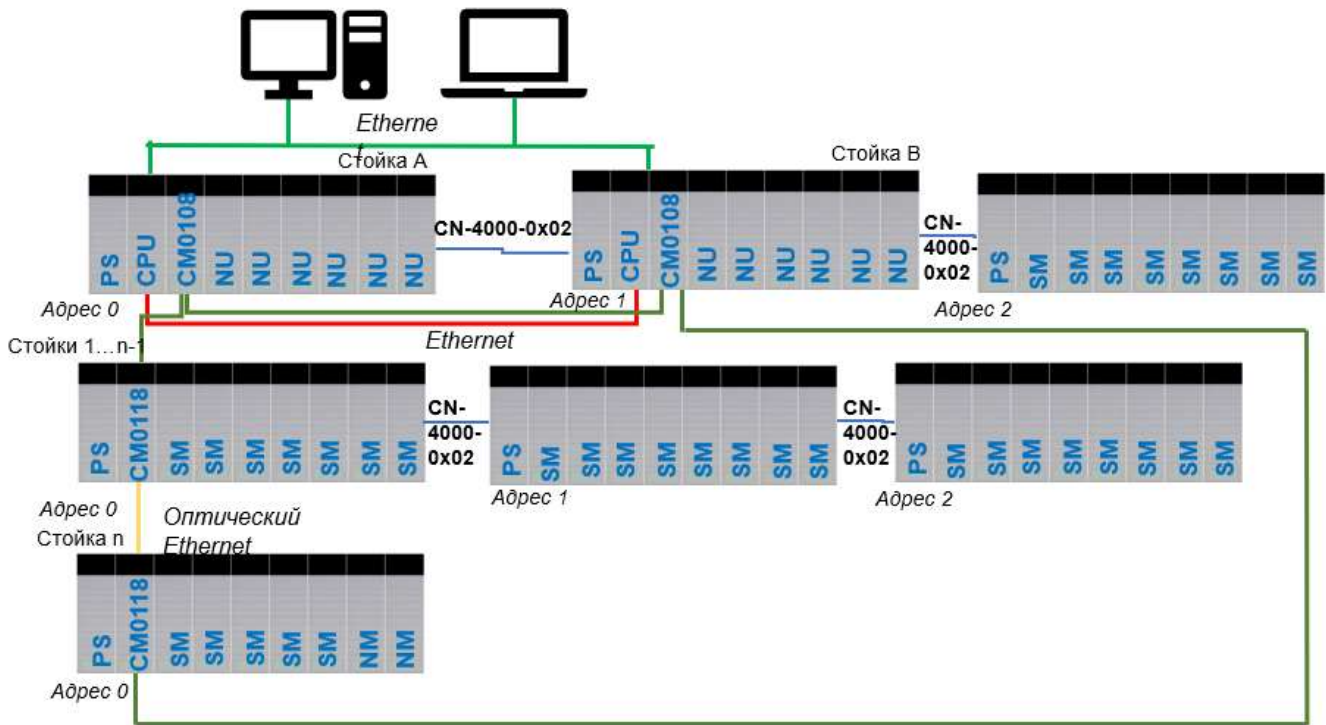 Etherne
t
Стойка A
Стойка B
PS
CPU
CM0108
NU
NU
NU
NU
NU
NU
CN-4000-0x02
PS
CPU
CM0108
NU
NU
NU
NU
NU
NU
CN-
4000-
0x02
PS
SM
SM
SM
SM
SM
SM
SM
SM
Адрес 0
Адрес 1
Адрес 2
Ethernet
Стойки 1...n-1
PS
CM0118
SM
SM
SM
SM
SM
SM
SM
CN-
4000-
0x02
PS
SM
SM
SM
SM
SM
SM
SM
SM
CN-
4000-
0x02
PS
SM
SM
SM
SM
SM
SM
SM
SM
Адрес 0
Адрес 1
Адрес 2
Оптический
Ethernet
Стойка n
PS
CM0118
SM
SM
SM
SM
SM
NM
NM
Адрес 0